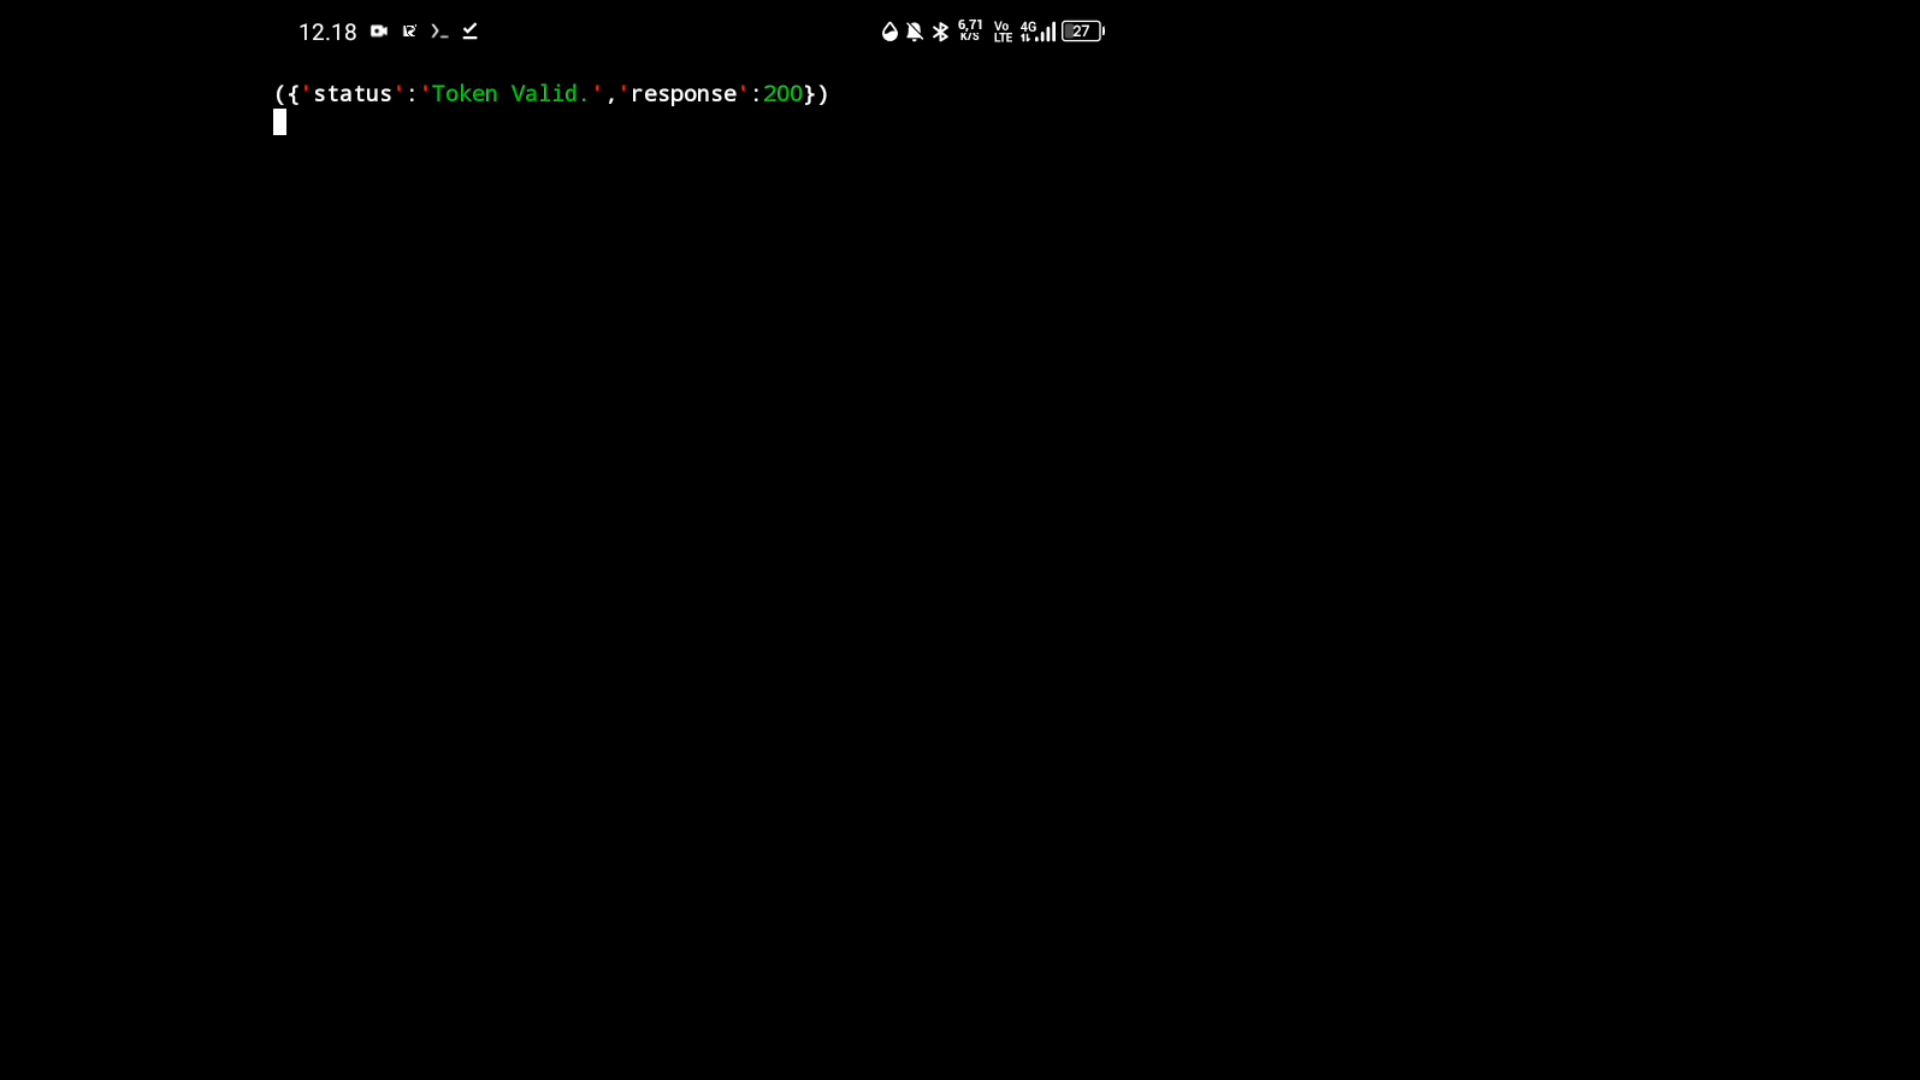 12.18 6,71 K/S Vo LTE 4G 27
({'status':'Token Valid.','response':200})